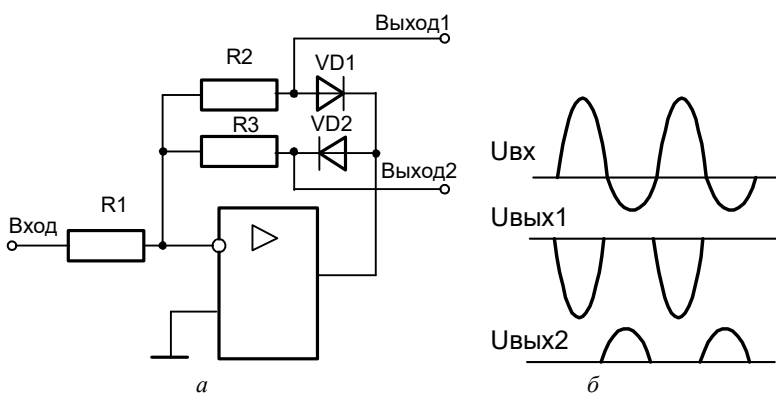 Выход1
R2
VD1
R3
VD2
Выход2
R1
Вход
Uвх
Uвых1
Uвых2
а
б